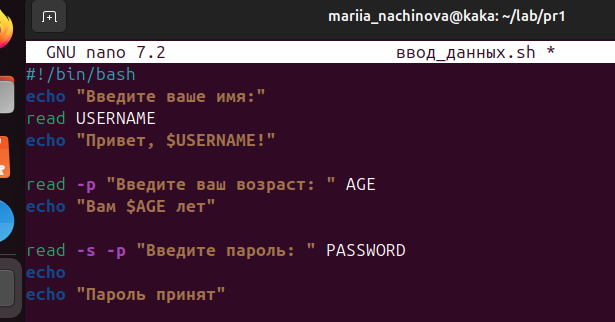 mariia_nachinova@kaka: ~/lab/pr1
GNU nano 7.2 ввод_данных.sh *
#!/bin/bash
echo "Введите ваше имя:"
read USERNAME
echo "Привет, $USERNAME!"
read -p "Введите ваш возраст: " AGE
echo "Вам $AGE лет"
read -s -p "Введите пароль: " PASSWORD
echo
echo "Пароль принят"